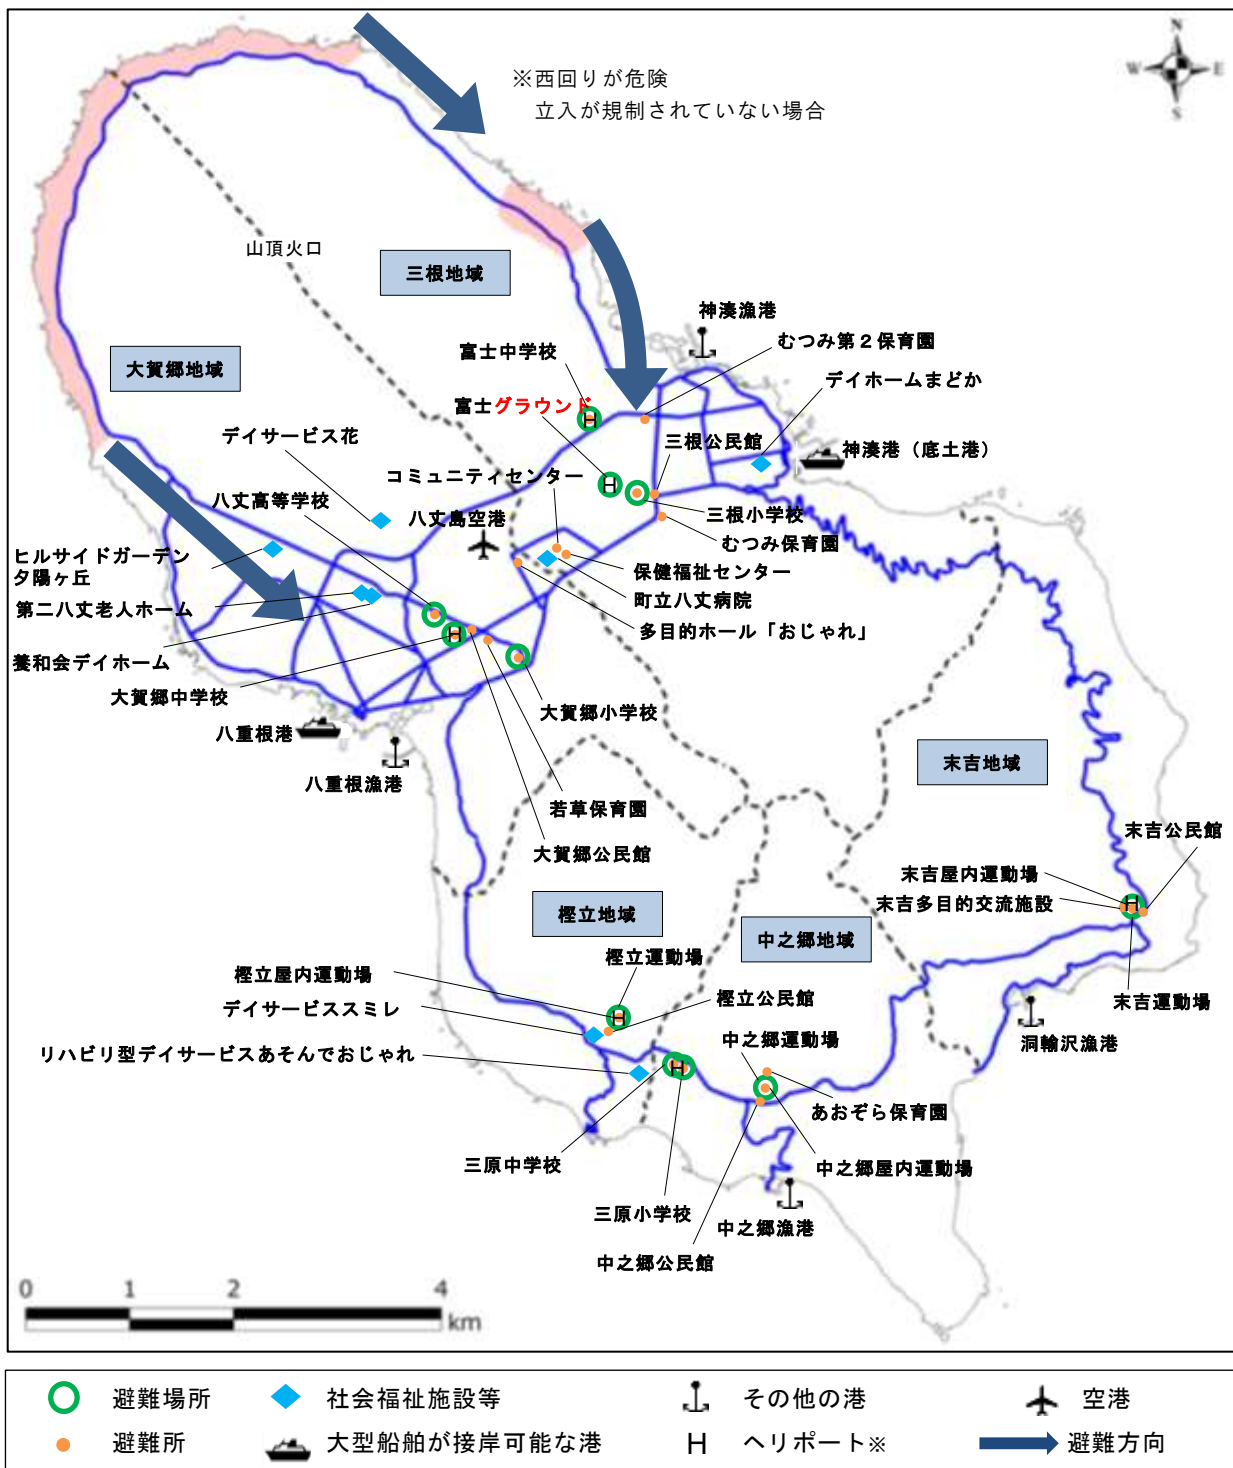 N
W
E
S
※西回りが危険
立入が規制されていない場合
山頂火口
三根地域
大賀郷地域
神湊漁港
富士中学校
むつみ第２保育園
デイホームまどか
富士グラウンド
デイサービス花
三根公民館
神湊港（底土港）
コミュニティセンター
八丈高等学校
三根小学校
八丈島空港
むつみ保育園
ヒルサイドガーデン
夕陽ヶ丘
保健福祉センター
第二八丈老人ホーム
町立八丈病院
多目的ホール「おじゃれ」
養和会デイホーム
大賀郷中学校
大賀郷小学校
八重根港
末吉地域
八重根漁港
若草保育園
末吉公民館
大賀郷公民館
末吉屋内運動場
末吉多目的交流施設
樫立地域
中之郷地域
樫立運動場
樫立屋内運動場
樫立公民館
末吉運動場
デイサービススミレ
中之郷運動場
洞輪沢漁港
リハビリ型デイサービスあそんでおじゃれ
あおぞら保育園
三原中学校
中之郷屋内運動場
三原小学校
中之郷漁港
中之郷公民館
0 1 2 4
km
H
H
H
H
H
H
避難場所
社会福祉施設等
その他の港
空港
避難所
大型船舶が接岸可能な港
H ヘリポート※
避難方向